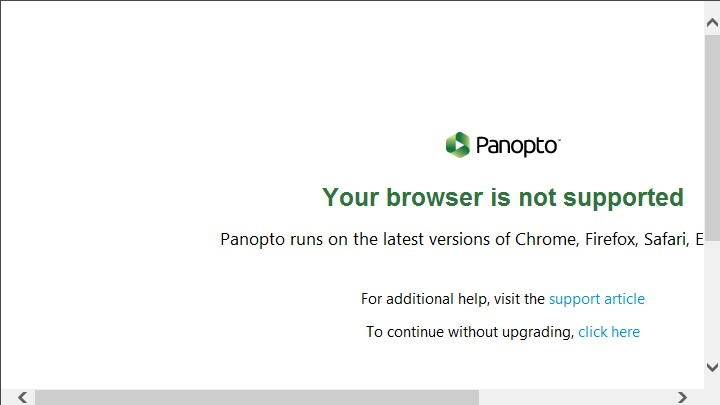 Panopto™
Your browser is not supported
Panopto runs on the latest versions of Chrome, Firefox, Safari, E
For additional help, visit the support article
To continue without upgrading, click here